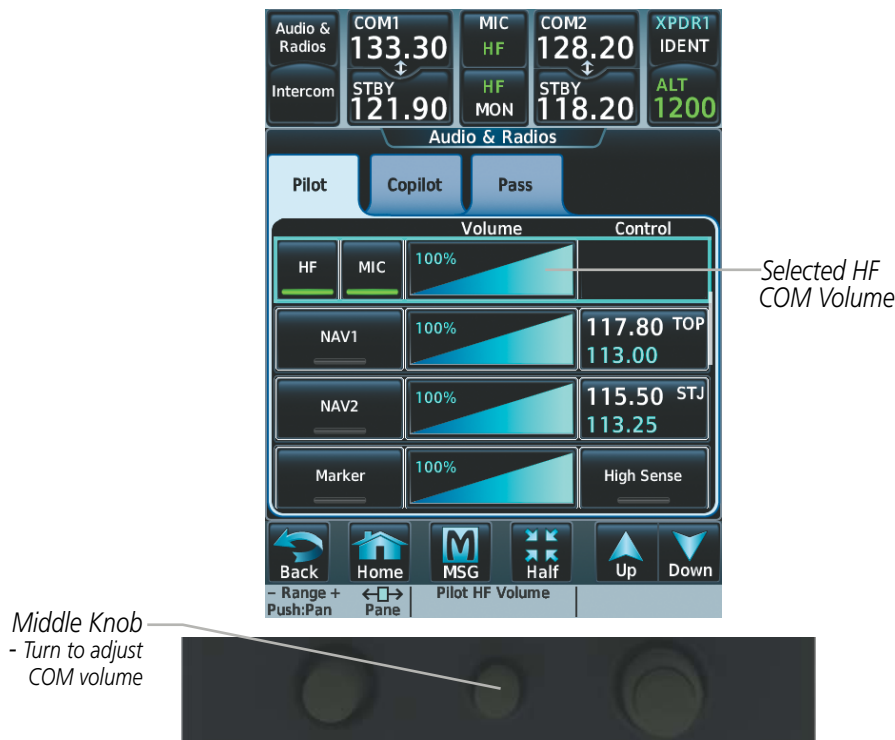 Audio &
Radios
COM1
133.30
MIC
HF
COM2
128.20
XPDR1
IDENT
Intercom
STBY
121.90
HF
MON
STBY
118.20
ALT
1200
Audio & Radios
Pilot
Copilot
Pass
Volume
Control
HF
MIC
100%
Selected HF
COM Volume
NAV1
100%
117.80 TOP
113.00
NAV2
100%
115.50 STJ
113.25
Marker
100%
High Sense
Back
Home
MSG
Half
Up
Down
– Range +
Push:Pan
Pane
Pilot HF Volume
Middle Knob
- Turn to adjust
COM volume